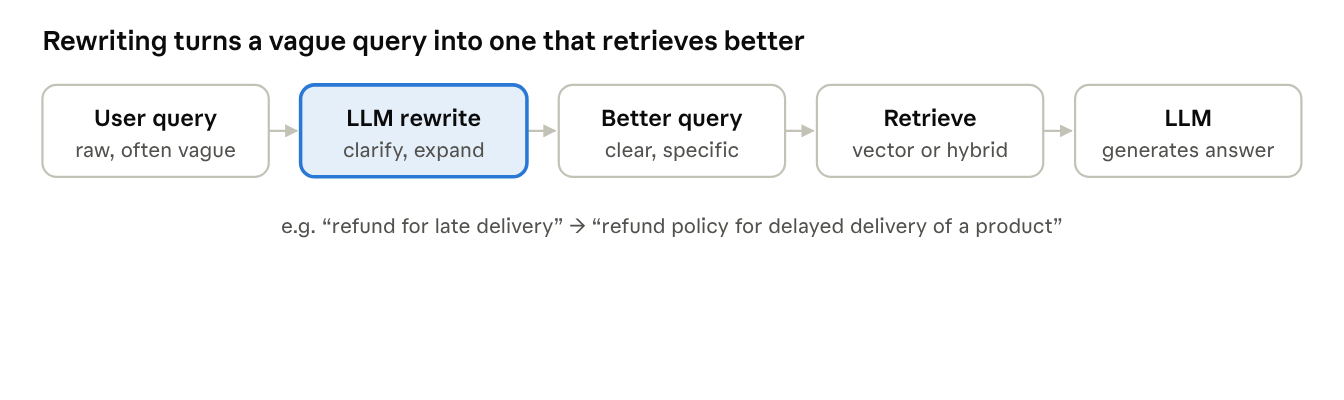 Rewriting turns a vague query into one that retrieves better
User query
raw, often vague
LLM rewrite
clarify, expand
Better query
clear, specific
Retrieve
vector or hybrid
LLM
generates answer
e.g. “refund for late delivery” → “refund policy for delayed delivery of a product”